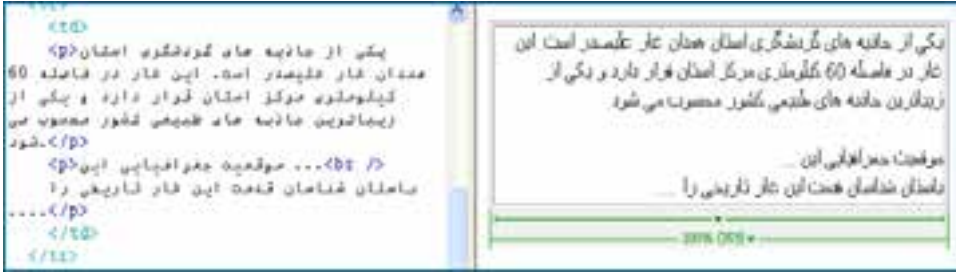 <td>
<p>یکی از جاذبه های گردشگری استان
همدان غار علیصدر است. این غار در فاصله 60
کیلومتری مرکز استان قرار دارد و یکی از
زیباترین جاذبه های طبیعی کشور محسوب می
شود.</p>
<p>موقعیت جغرافیایی این ...<br />
باستان شناسان قدمت این غار تاریخی را
....</p>
</td>
</tr>
یکی از جاذبه های گردشگری استان همدان غار علیصدر است. این
غار در فاصله 60 کیلومتری مرکز استان قرار دارد و یکی از
زیباترین جاذبه های طبیعی کشور محسوب می شود
موقعیت جغرافیایی این ...
باستان شناسان قدمت این غار تاریخی را ....